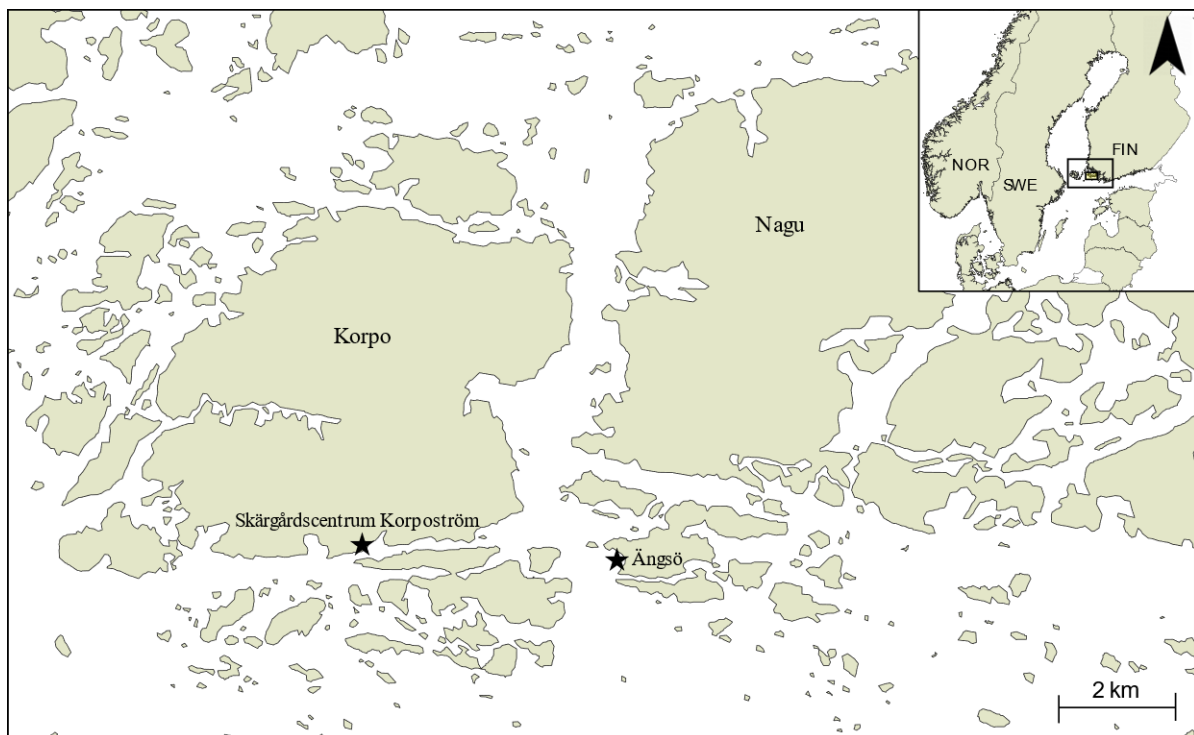 FIN
NOR
SWE
Nagu
Korpo
Skärgårdscentrum Korpoström
Ängsö
2 km